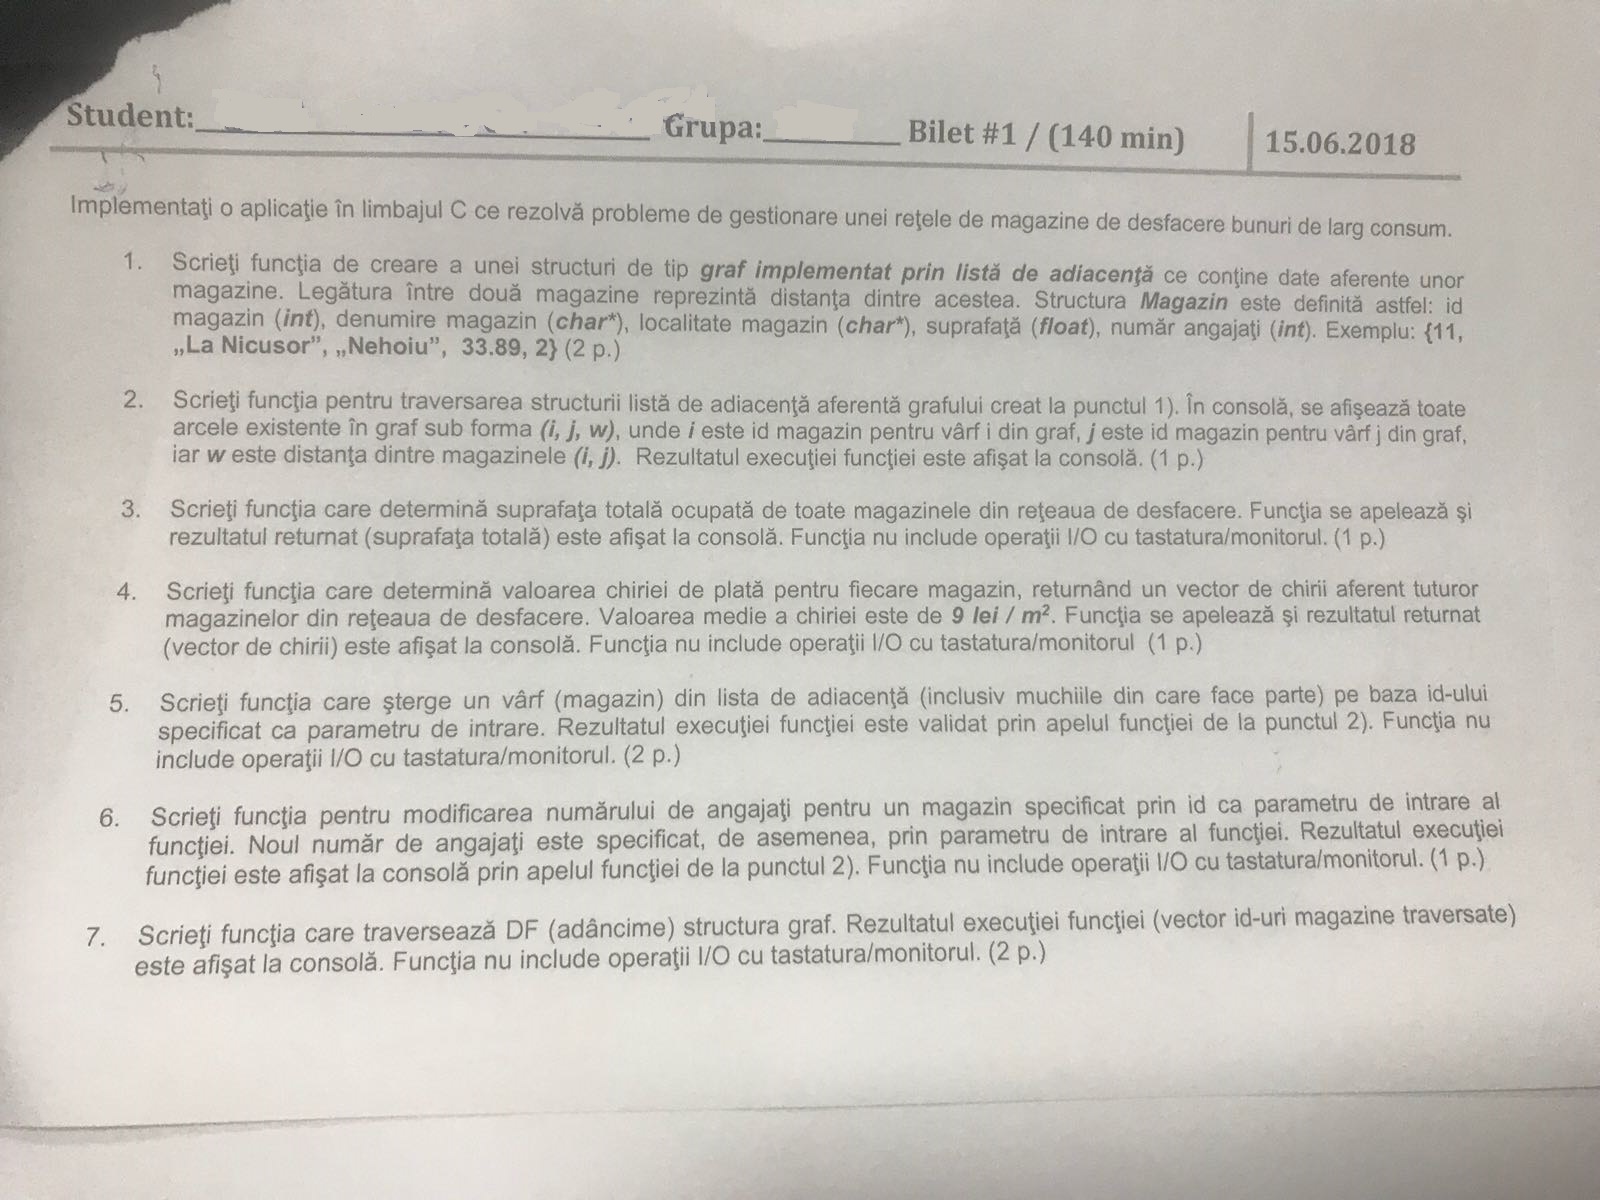 Student: Grupa: Bilet #1 / (140 min) 15.06.2018
Implementaţi o aplicaţie în limbajul C ce rezolvă probleme de gestionare unei reţele de magazine de desfacere bunuri de larg consum.
1. Scrieţi funcţia de creare a unei structuri de tip graf implementat prin listă de adiacenţă ce conţine date aferente unor
magazine. Legătura între două magazine reprezintă distanţa dintre acestea. Structura Magazin este definită astfel: id
magazin (int), denumire magazin (char*), localitate magazin (char*), suprafaţă (float), număr angajaţi (int). Exemplu: {11,
„La Nicusor”, „Nehoiu”, 33.89, 2} (2 p.)
2. Scrieţi funcţia pentru traversarea structurii listă de adiacenţă aferentă grafului creat la punctul 1). În consolă, se afişează toate
arcele existente în graf sub forma (i, j, w), unde i este id magazin pentru vârf i din graf, j este id magazin pentru vârf j din graf,
iar w este distanţa dintre magazinele (i, j). Rezultatul execuţiei funcţiei este afişat la consolă. (1 p.)
3. Scrieţi funcţia care determină suprafaţa totală ocupată de toate magazinele din reţeaua de desfacere. Funcţia se apelează şi
rezultatul returnat (suprafaţa totală) este afişat la consolă. Funcţia nu include operaţii I/O cu tastatura/monitorul. (1 p.)
4. Scrieţi funcţia care determină valoarea chiriei de plată pentru fiecare magazin, returnând un vector de chirii aferent tuturor
magazinelor din reţeaua de desfacere. Valoarea medie a chiriei este de 9 lei / m². Funcţia se apelează şi rezultatul returnat
(vector de chirii) este afişat la consolă. Funcţia nu include operaţii I/O cu tastatura/monitorul (1 p.)
5. Scrieţi funcţia care şterge un vârf (magazin) din lista de adiacenţă (inclusiv muchiile din care face parte) pe baza id-ului
specificat ca parametru de intrare. Rezultatul execuţiei funcţiei este validat prin apelul funcţiei de la punctul 2). Funcţia nu
include operaţii I/O cu tastatura/monitorul. (2 p.)
6. Scrieţi funcţia pentru modificarea numărului de angajaţi pentru un magazin specificat prin id ca parametru de intrare al
funcţiei. Noul număr de angajaţi este specificat, de asemenea, prin parametru de intrare al funcţiei. Rezultatul execuţiei
funcţiei este afişat la consolă prin apelul funcţiei de la punctul 2). Funcţia nu include operaţii I/O cu tastatura/monitorul. (1 p.)
7. Scrieţi funcţia care traversează DF (adâncime) structura graf. Rezultatul execuţiei funcţiei (vector id-uri magazine traversate)
este afişat la consolă. Funcţia nu include operaţii I/O cu tastatura/monitorul. (2 p.)